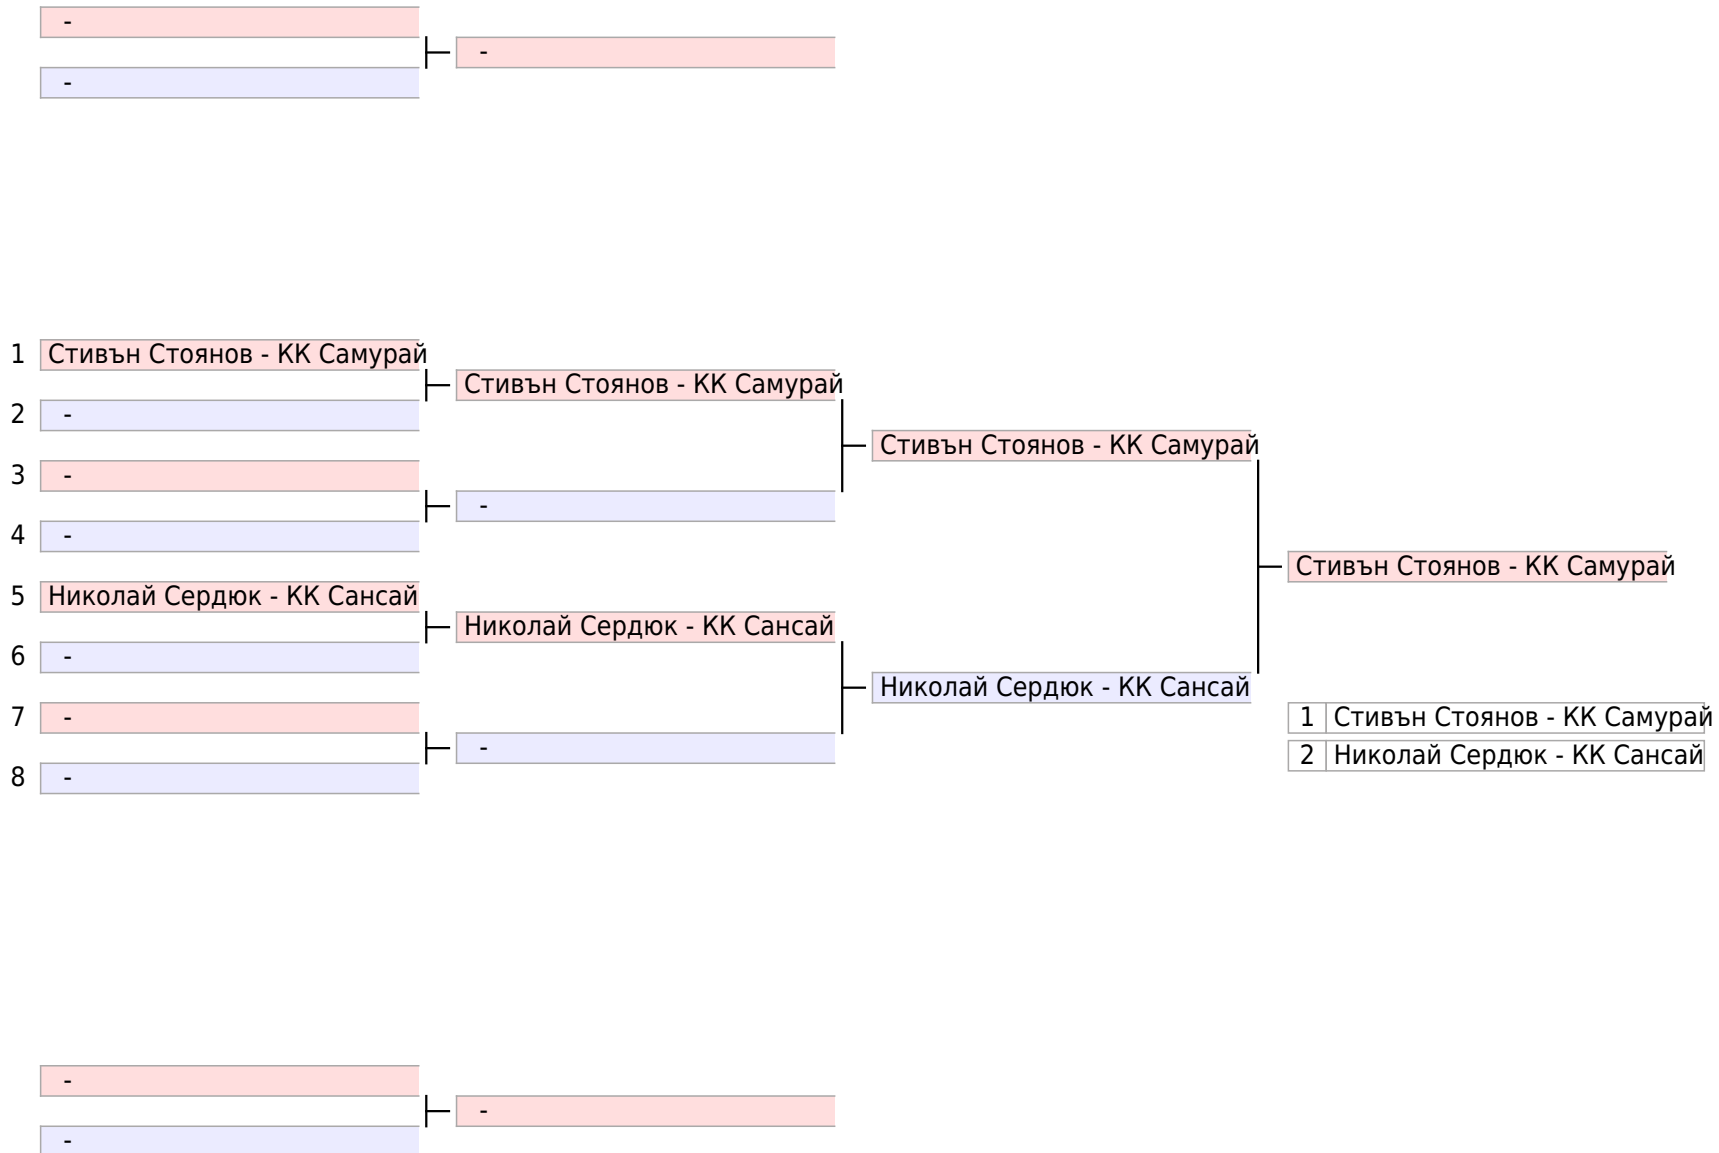 -
-
-
1 Стивън Стоянов - КК Самурай
Стивън Стоянов - КК Самурай
2 -
Стивън Стоянов - КК Самурай
3 -
-
4 -
Стивън Стоянов - КК Самурай
5 Николай Сердюк - КК Сансай
Николай Сердюк - КК Сансай
6 -
Николай Сердюк - КК Сансай
7 -
1 Стивън Стоянов - КК Самурай
-
2 Николай Сердюк - КК Сансай
8 -
-
-
-